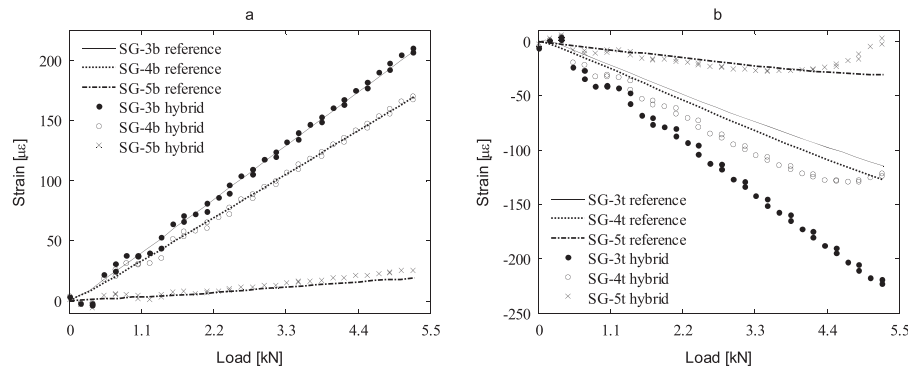 a
200
150
100
50
0
Strain [με]
SG-3b reference
SG-4b reference
SG-5b reference
SG-3b hybrid
SG-4b hybrid
SG-5b hybrid
0 1.1 2.2 3.3 4.4 5.5
Load [kN]
b
0
-50
-100
-150
-200
-250
Strain [με]
SG-3t reference
SG-4t reference
SG-5t reference
SG-3t hybrid
SG-4t hybrid
SG-5t hybrid
0 1.1 2.2 3.3 4.4 5.5
Load [kN]